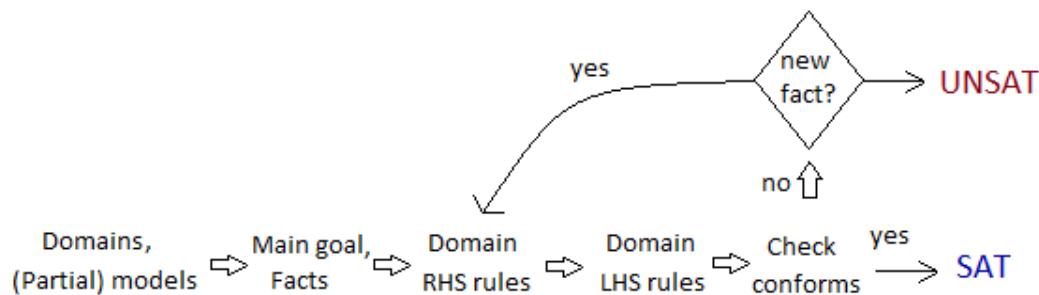 new
fact?
yes
UNSAT
no
Domains,
(Partial) models
Main goal,
Facts
Domain
RHS rules
Domain
LHS rules
Check
conforms
yes
SAT